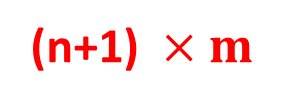 (n+1) × m